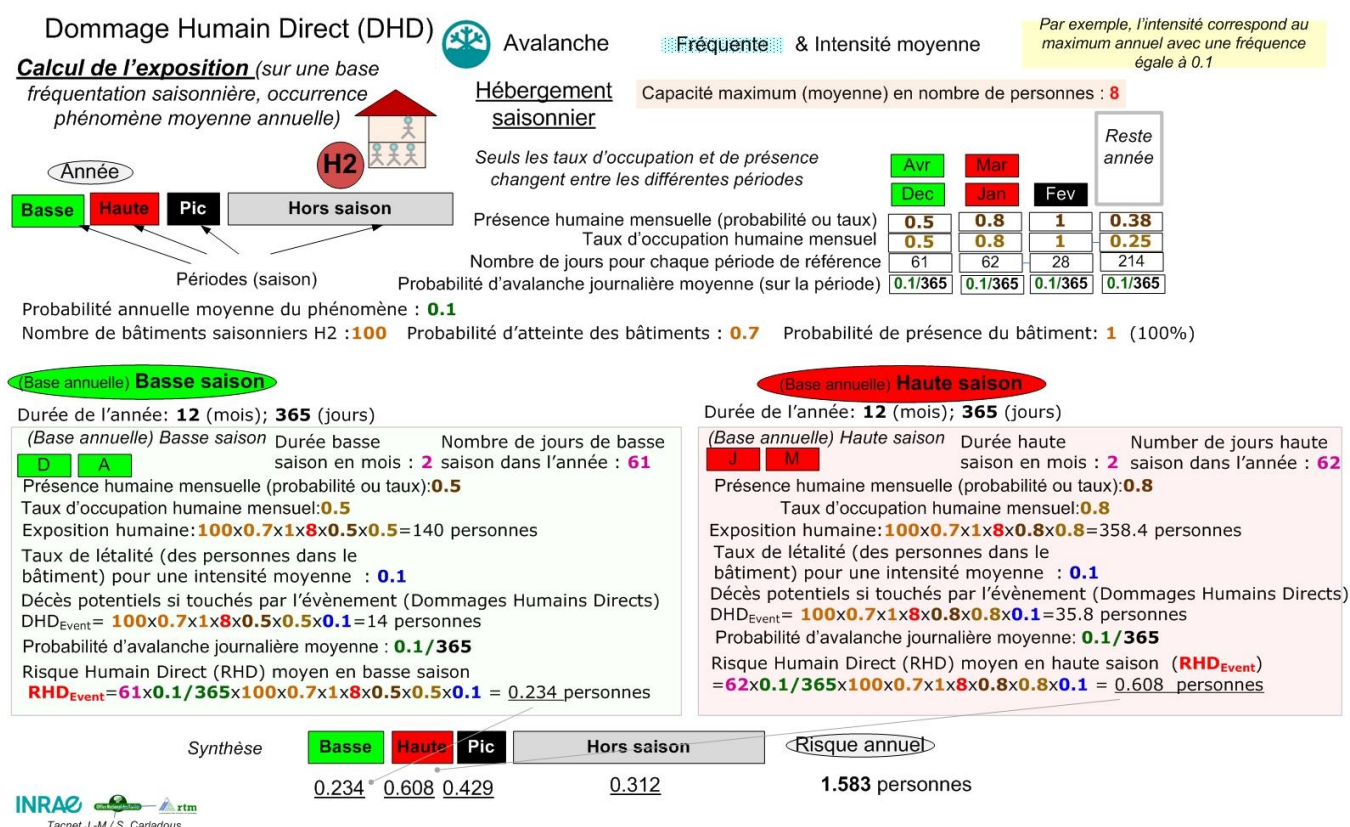 Dommage Humain Direct (DHD)
Avalanche
Fréquente & Intensité moyenne
Par exemple, l'intensité correspond au
maximum annuel avec une fréquence
égale à 0.1
Calcul de l'exposition (sur une base
fréquentation saisonnière, occurrence
phénomène moyenne annuelle)
Hébergement
saisonnier
Capacité maximum (moyenne) en nombre de personnes : 8
H2
Année
Basse Haute Pic Hors saison
Périodes (saison)
Seuls les taux d'occupation et de présence
changent entre les différentes périodes
Reste
année
Avr Mar
Dec Jan Fev
Présence humaine mensuelle (probabilité ou taux) 0.5 0.8 1 0.38
Taux d'occupation humaine mensuel 0.5 0.8 1 0.25
Nombre de jours pour chaque période de référence 61 62 28 214
Probabilité d'avalanche journalière moyenne (sur la période) 0.1/365 0.1/365 0.1/365 0.1/365
Probabilité annuelle moyenne du phénomène : 0.1
Nombre de bâtiments saisonniers H2 :100 Probabilité d'atteinte des bâtiments : 0.7 Probabilité de présence du bâtiment: 1 (100%)
(Base annuelle) Basse saison
Durée de l'année: 12 (mois); 365 (jours)
(Base annuelle) Basse saison
D A
Durée basse
saison en mois : 2
Nombre de jours de basse
saison dans l'année : 61
Présence humaine mensuelle (probabilité ou taux):0.5
Taux d'occupation humaine mensuel:0.5
Exposition humaine:100x0.7x1x8x0.5x0.5=140 personnes
Taux de létalité (des personnes dans le
bâtiment) pour une intensité moyenne : 0.1
Décès potentiels si touchés par l'évènement (Dommages Humains Directs)
DHDEvent= 100x0.7x1x8x0.5x0.5x0.1=14 personnes
Probabilité d'avalanche journalière moyenne : 0.1/365
Risque Humain Direct (RHD) moyen en basse saison
RHDEvent=61x0.1/365x100x0.7x1x8x0.5x0.5x0.1 = 0.234 personnes
(Base annuelle) Haute saison
Durée de l'année: 12 (mois); 365 (jours)
(Base annuelle) Haute saison
J M
Durée haute
saison en mois : 2
Number de jours haute
saison dans l'année : 62
Présence humaine mensuelle (probabilité ou taux):0.8
Taux d'occupation humaine mensuel:0.8
Exposition humaine:100x0.7x1x8x0.8x0.8=358.4 personnes
Taux de létalité (des personnes dans le
bâtiment) pour une intensité moyenne : 0.1
Décès potentiels si touchés par l'évènement (Dommages Humains Directs)
DHDEvent= 100x0.7x1x8x0.8x0.8x0.1=35.8 personnes
Probabilité d'avalanche journalière moyenne: 0.1/365
Risque Humain Direct (RHD) moyen en haute saison (RHDEvent)
=62x0.1/365x100x0.7x1x8x0.8x0.8x0.1 = 0.608 personnes
Synthèse Basse Haute Pic Hors saison Risque annuel
0.234 0.608 0.429 0.312 1.583 personnes
INRAE
rtm
Tacnet J.-M / S. Carladous